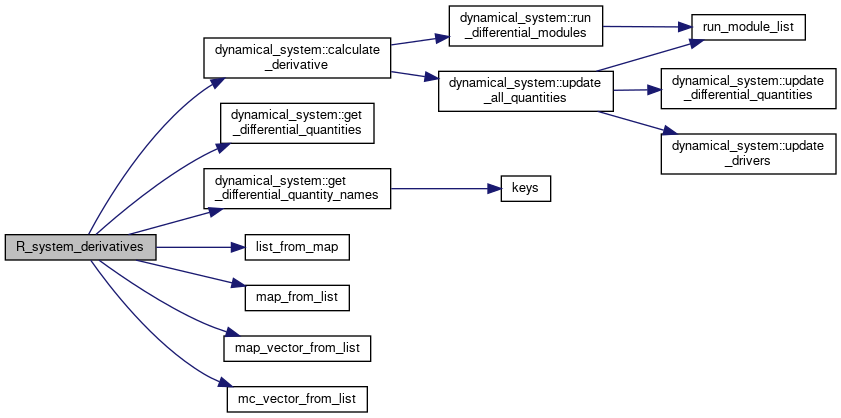 R_system_derivatives
dynamical_system::calculate
_derivative
dynamical_system::get
_differential_quantities
dynamical_system::get
_differential_quantity_names
list_from_map
map_from_list
map_vector_from_list
mc_vector_from_list
dynamical_system::run
_differential_modules
dynamical_system::update
_all_quantities
keys
run_module_list
dynamical_system::update
_differential_quantities
dynamical_system::update
_drivers